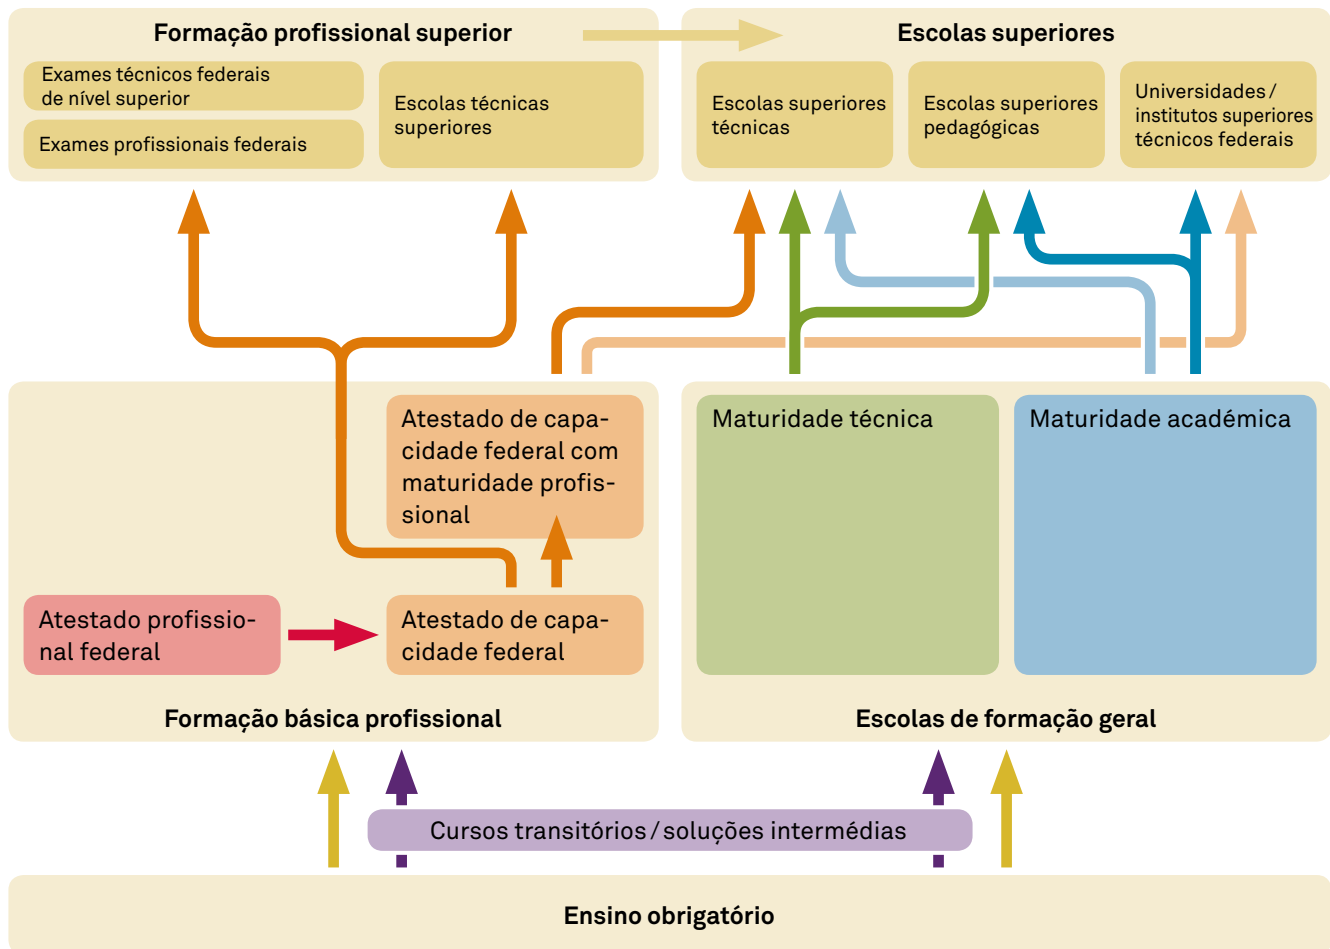 Formação profissional superior
Exames técnicos federais
de nível superior
Exames profissionais federais
Escolas técnicas
superiores
Escolas superiores
Escolas superiores
técnicas
Escolas superiores
pedagógicas
Universidades / 
institutos superiores
técnicos federais
Atestado de capa-
cidade federal com
maturidade profis-
sional
Atestado profissio-
nal federal
Atestado de capa-
cidade federal
Formação básica profissional
Maturidade técnica
Maturidade académica
Escolas de formação geral
Cursos transitórios / soluções intermédias
Ensino obrigatório